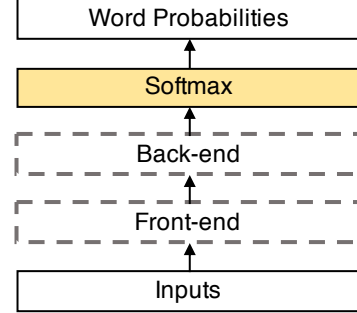 Word Probabilities
Softmax
Back-end
Front-end
Inputs